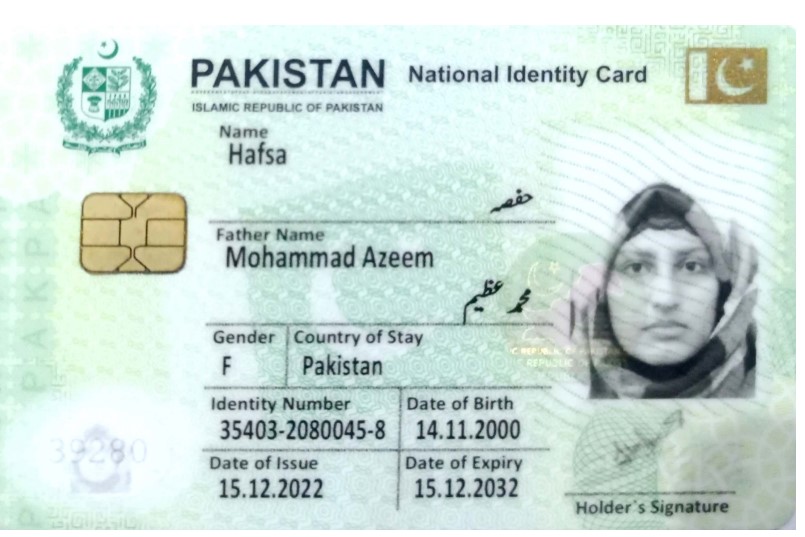 PAKISTAN National Identity Card
ISLAMIC REPUBLIC OF PAKISTAN
Name
Hafsa
حفصہ
Father Name
Mohammad Azeem
محمد عظیم
Gender Country of Stay
F Pakistan
Identity Number Date of Birth
35403-2080045-8 14.11.2000
39280
Date of Issue Date of Expiry
15.12.2022 15.12.2032
Holder's Signature